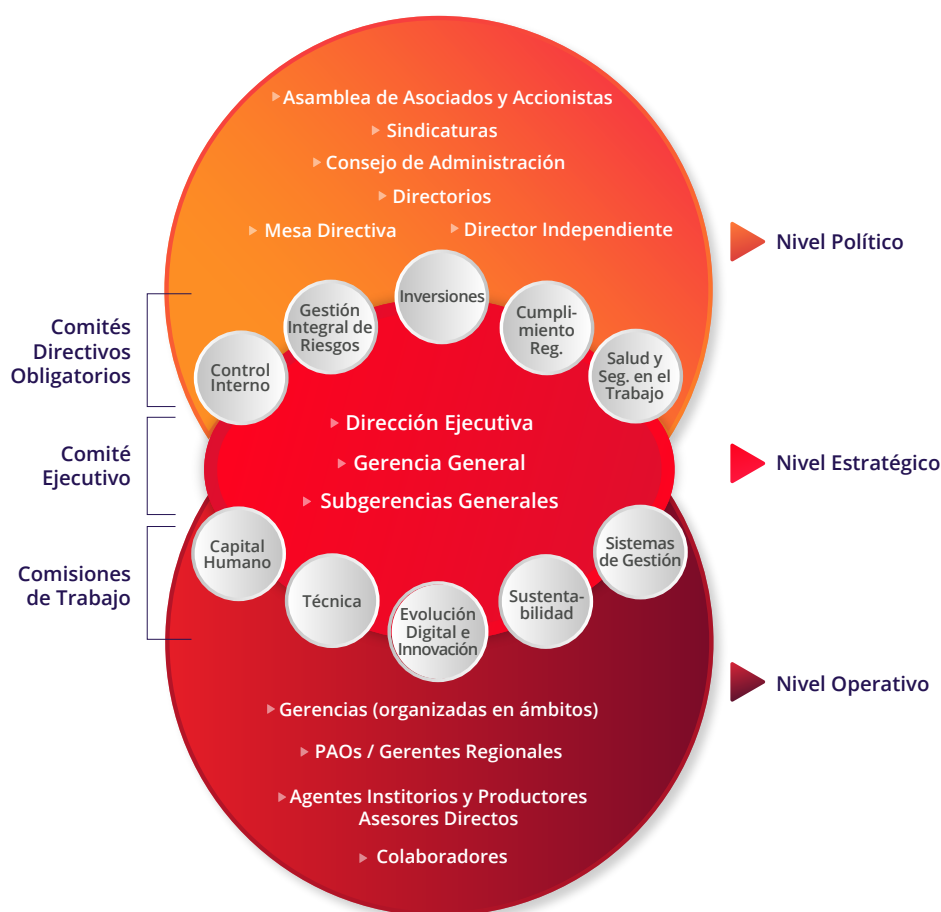 Asamblea de Asociados y Accionistas
Sindicaturas
Consejo de Administración
Directorios
Mesa Directiva
Director Independiente
Nivel Político
Comités
Directivos
Obligatorios
Control
Interno
Gestión
Integral de
Riesgos
Inversiones
Cumpli-
miento
Reg.
Salud y
Seg. en el
Trabajo
Comité
Ejecutivo
Dirección Ejecutiva
Gerencia General
Subgerencias Generales
Nivel Estratégico
Comisiones
de Trabajo
Capital
Humano
Técnica
Evolución
Digital e
Innovación
Sustenta-
bilidad
Sistemas
de Gestión
Nivel Operativo
Gerencias (organizadas en ámbitos)
PAOs / Gerentes Regionales
Agentes Institorios y Productores
Asesores Directos
Colaboradores